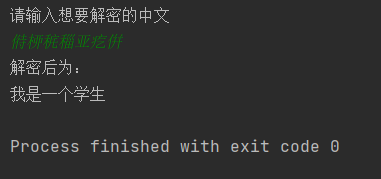 请输入想要解密的中文
解密后为:
我是一个学生
Process finished with exit code 0